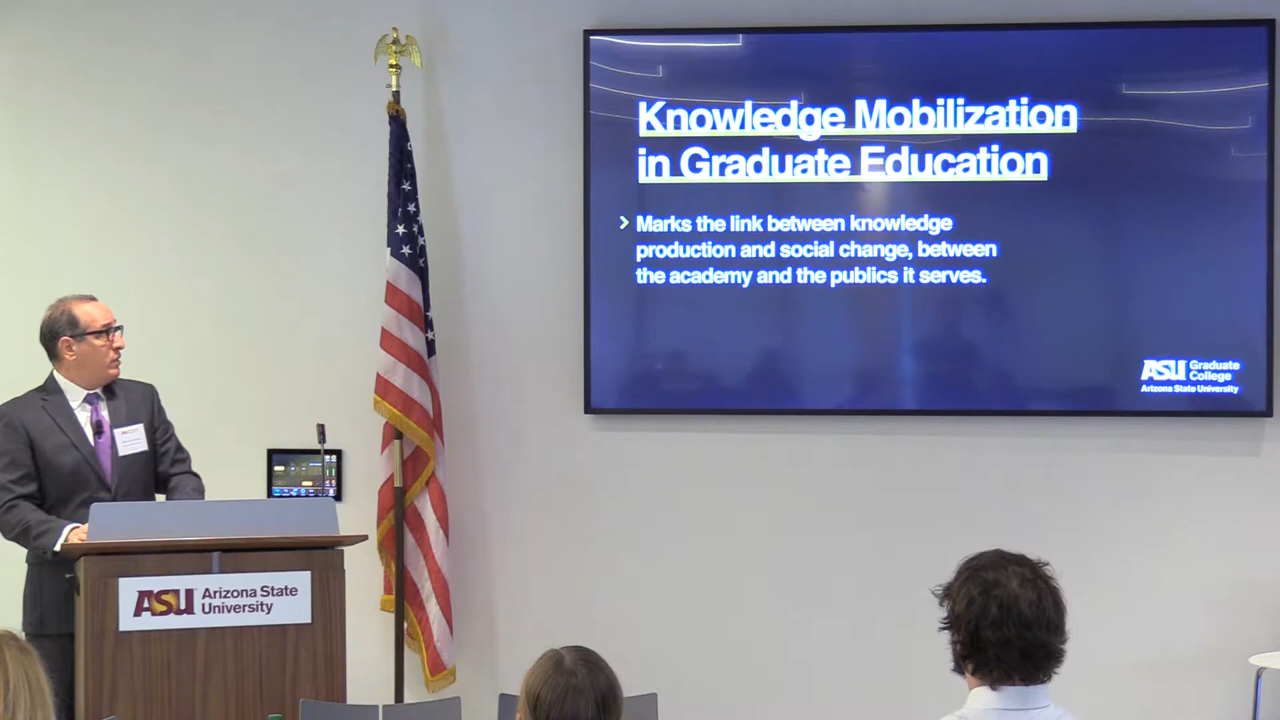 Knowledge Mobilization
in Graduate Education
Marks the link between knowledge
production and social change, between
the academy and the publics it serves.
ASU Graduate
College
Arizona State University
ASU Arizona State
University